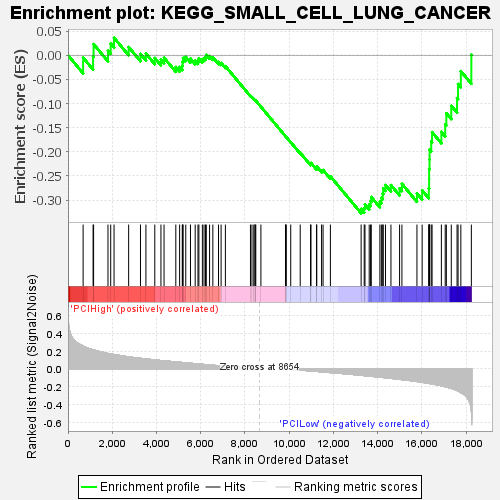 Enrichment plot: KEGG_SMALL_CELL_LUNG_CANCER
Enrichment score (ES)
0.05
0.00
-0.05
-0.10
-0.15
-0.20
-0.25
-0.30
'PCIHigh' (positively correlated)
Ranked list metric (Signal2Noise)
0.6
0.4
0.2
0.0
-0.2
-0.4
-0.6
Zero cross at 8654
'PCILow' (negatively correlated)
0 2,000 4,000 6,000 8,000 10,000 12,000 14,000 16,000 18,000
Rank in Ordered Dataset
Enrichment profile Hits Ranking metric scores